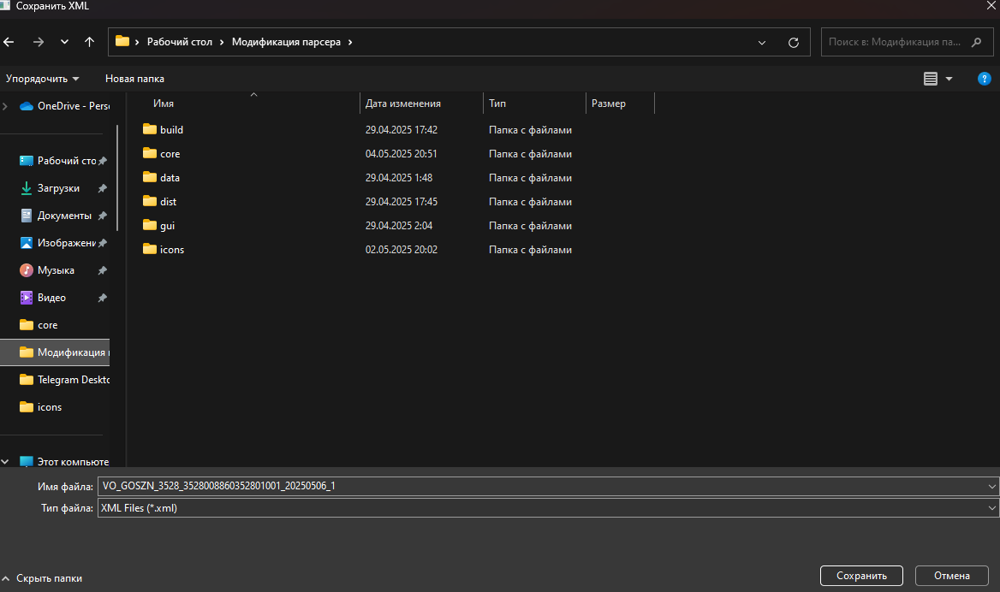 Сохранить XML
Рабочий стол › Модификация парсера ›
Поиск в: Модификация па...
Упорядочить
Новая папка
Имя
Дата изменения
Тип
Размер
OneDrive - Perso
Рабочий сто
Загрузки
Документы
Изображени
Музыка
Видео
core
Модификация
Telegram Deskto
icons
Этот компьюте
build 29.04.2025 17:42 Папка с файлами
core 04.05.2025 20:51 Папка с файлами
data 29.04.2025 1:48 Папка с файлами
dist 29.04.2025 17:45 Папка с файлами
gui 29.04.2025 2:04 Папка с файлами
icons 02.05.2025 20:02 Папка с файлами
Имя файла: VO_GOSZN_3528_3528008860352801001_20250506_1
Тип файла: XML Files (*.xml)
Скрыть папки
Сохранить
Отмена